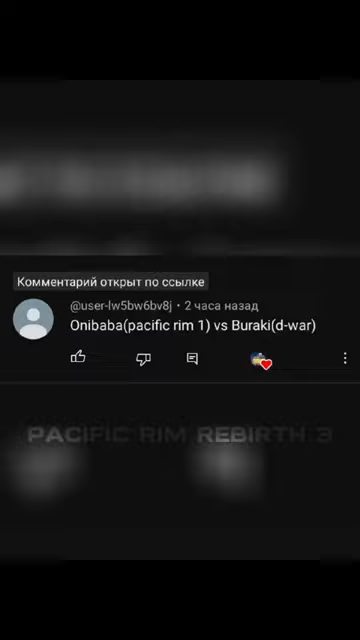 Комментарий открыт по ссылке
@user-lw5bw6bv8j • 2 часа назад
Onibaba(pacific rim 1) vs Buraki(d-war)
PACIFIC RIM REBIRTH 3